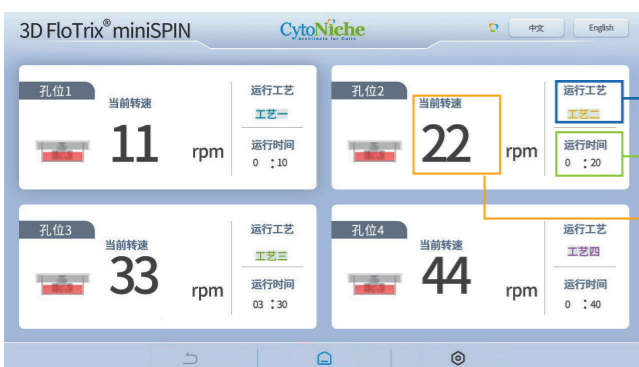 3D FloTrix® miniSPIN
CytoNiche
Architects for Cells
中文
English
孔位1
当前转速
11 rpm
运行工艺
工艺一
运行时间
0 :10
孔位2
当前转速
22 rpm
运行工艺
工艺二
运行时间
0 :20
孔位3
当前转速
33 rpm
运行工艺
工艺三
运行时间
03 :30
孔位4
当前转速
44 rpm
运行工艺
工艺四
运行时间
0 :40